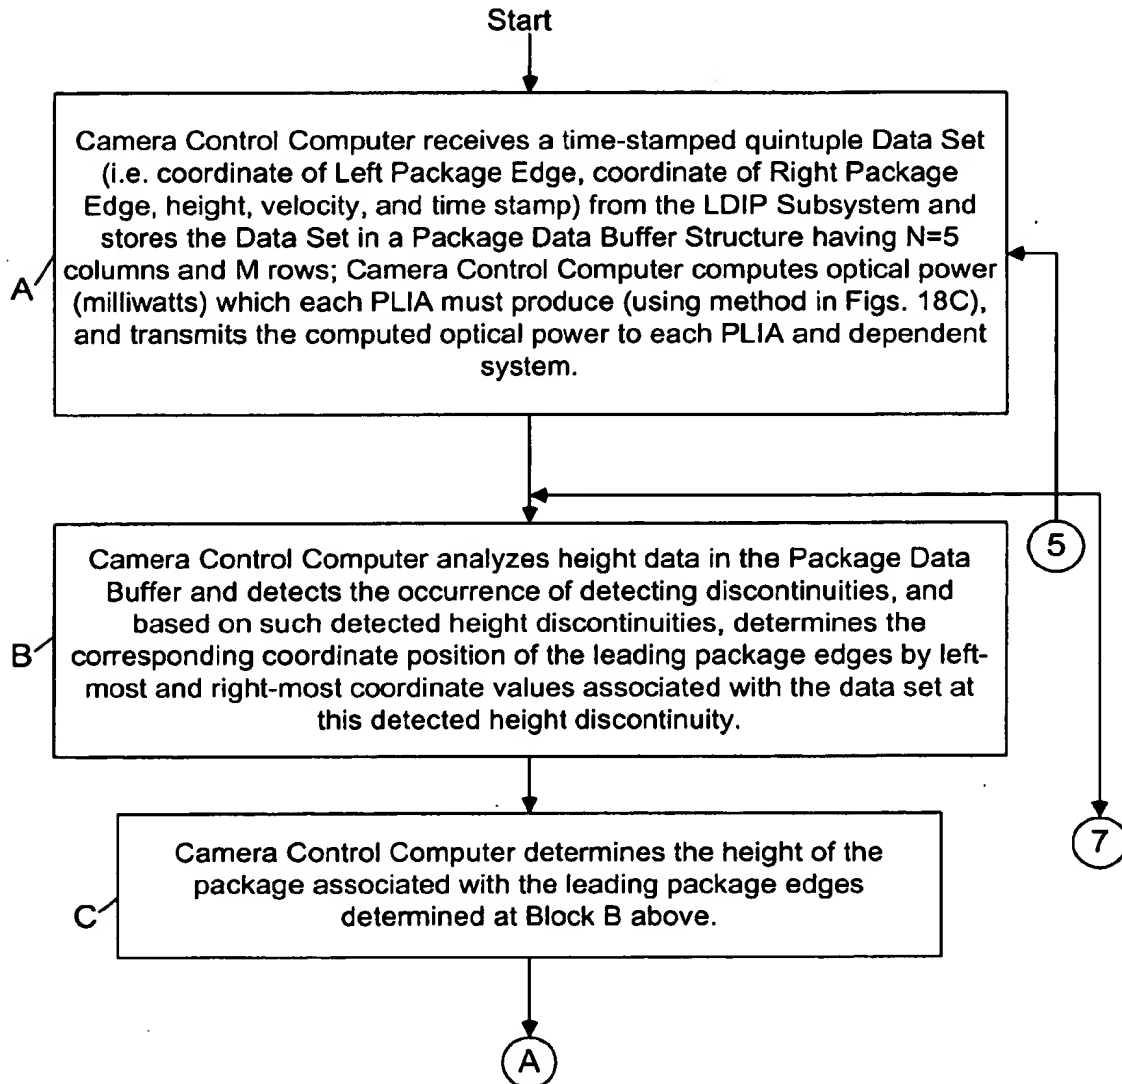 Start
Camera Control Computer receives a time-stamped quintuple Data Set
(i.e. coordinate of Left Package Edge, coordinate of Right Package
Edge, height, velocity, and time stamp) from the LDIP Subsystem and
stores the Data Set in a Package Data Buffer Structure having N=5
columns and M rows; Camera Control Computer computes optical power
(milliwatts) which each PLIA must produce (using method in Figs. 18C),
and transmits the computed optical power to each PLIA and dependent
system.
A
5
Camera Control Computer analyzes height data in the Package Data
Buffer and detects the occurrence of detecting discontinuities, and
based on such detected height discontinuities, determines the
corresponding coordinate position of the leading package edges by left-
most and right-most coordinate values associated with the data set at
this detected height discontinuity.
B
7
Camera Control Computer determines the height of the
package associated with the leading package edges
determined at Block B above.
C
A